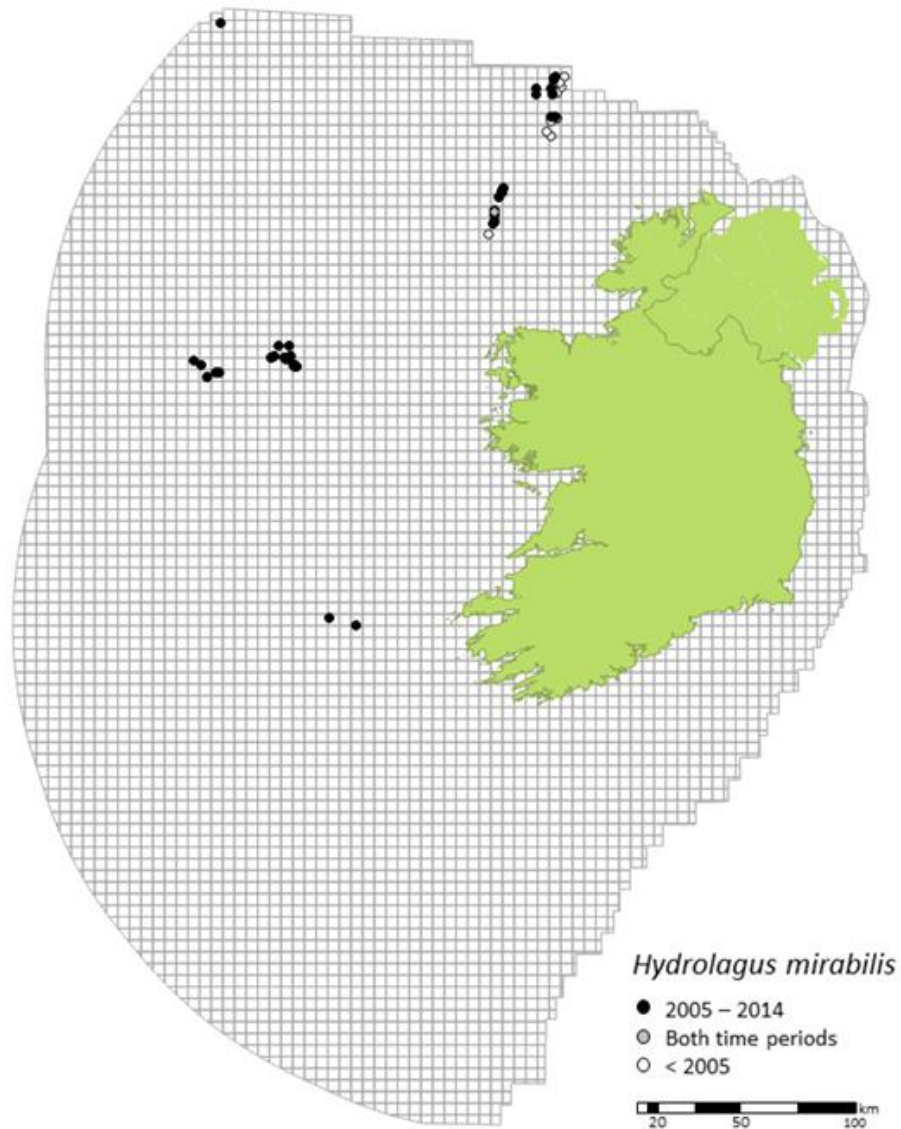 Hydrolagus mirabilis
2005 – 2014
Both time periods
< 2005
km
20 50 100